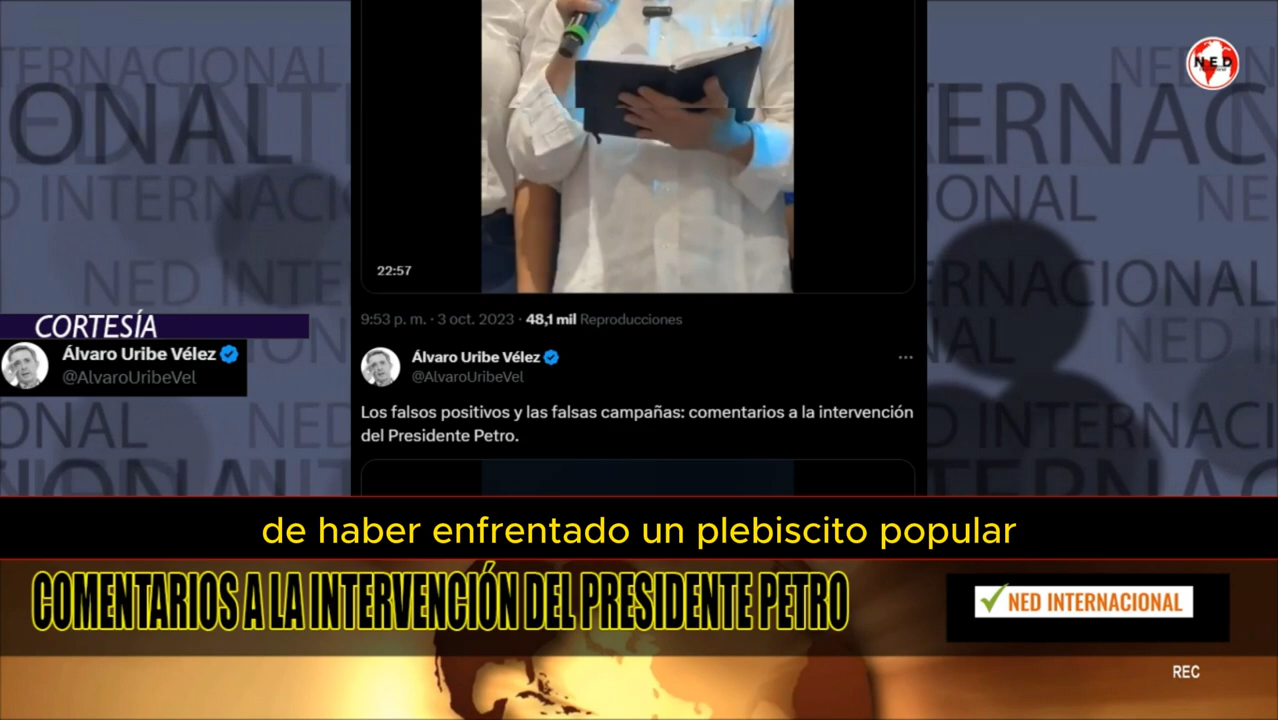 NED
22:57
9:53 p. m. · 3 oct. 2023 · 48,1 mil Reproducciones
CORTESÍA
Álvaro Uribe Vélez
@AlvaroUribeVel
Álvaro Uribe Vélez
@AlvaroUribeVel
Los falsos positivos y las falsas campañas: comentarios a la intervención
del Presidente Petro.
de haber enfrentado un plebiscito popular
COMENTARIOS A LA INTERVENCIÓN DEL PRESIDENTE PETRO
NED INTERNACIONAL
REC